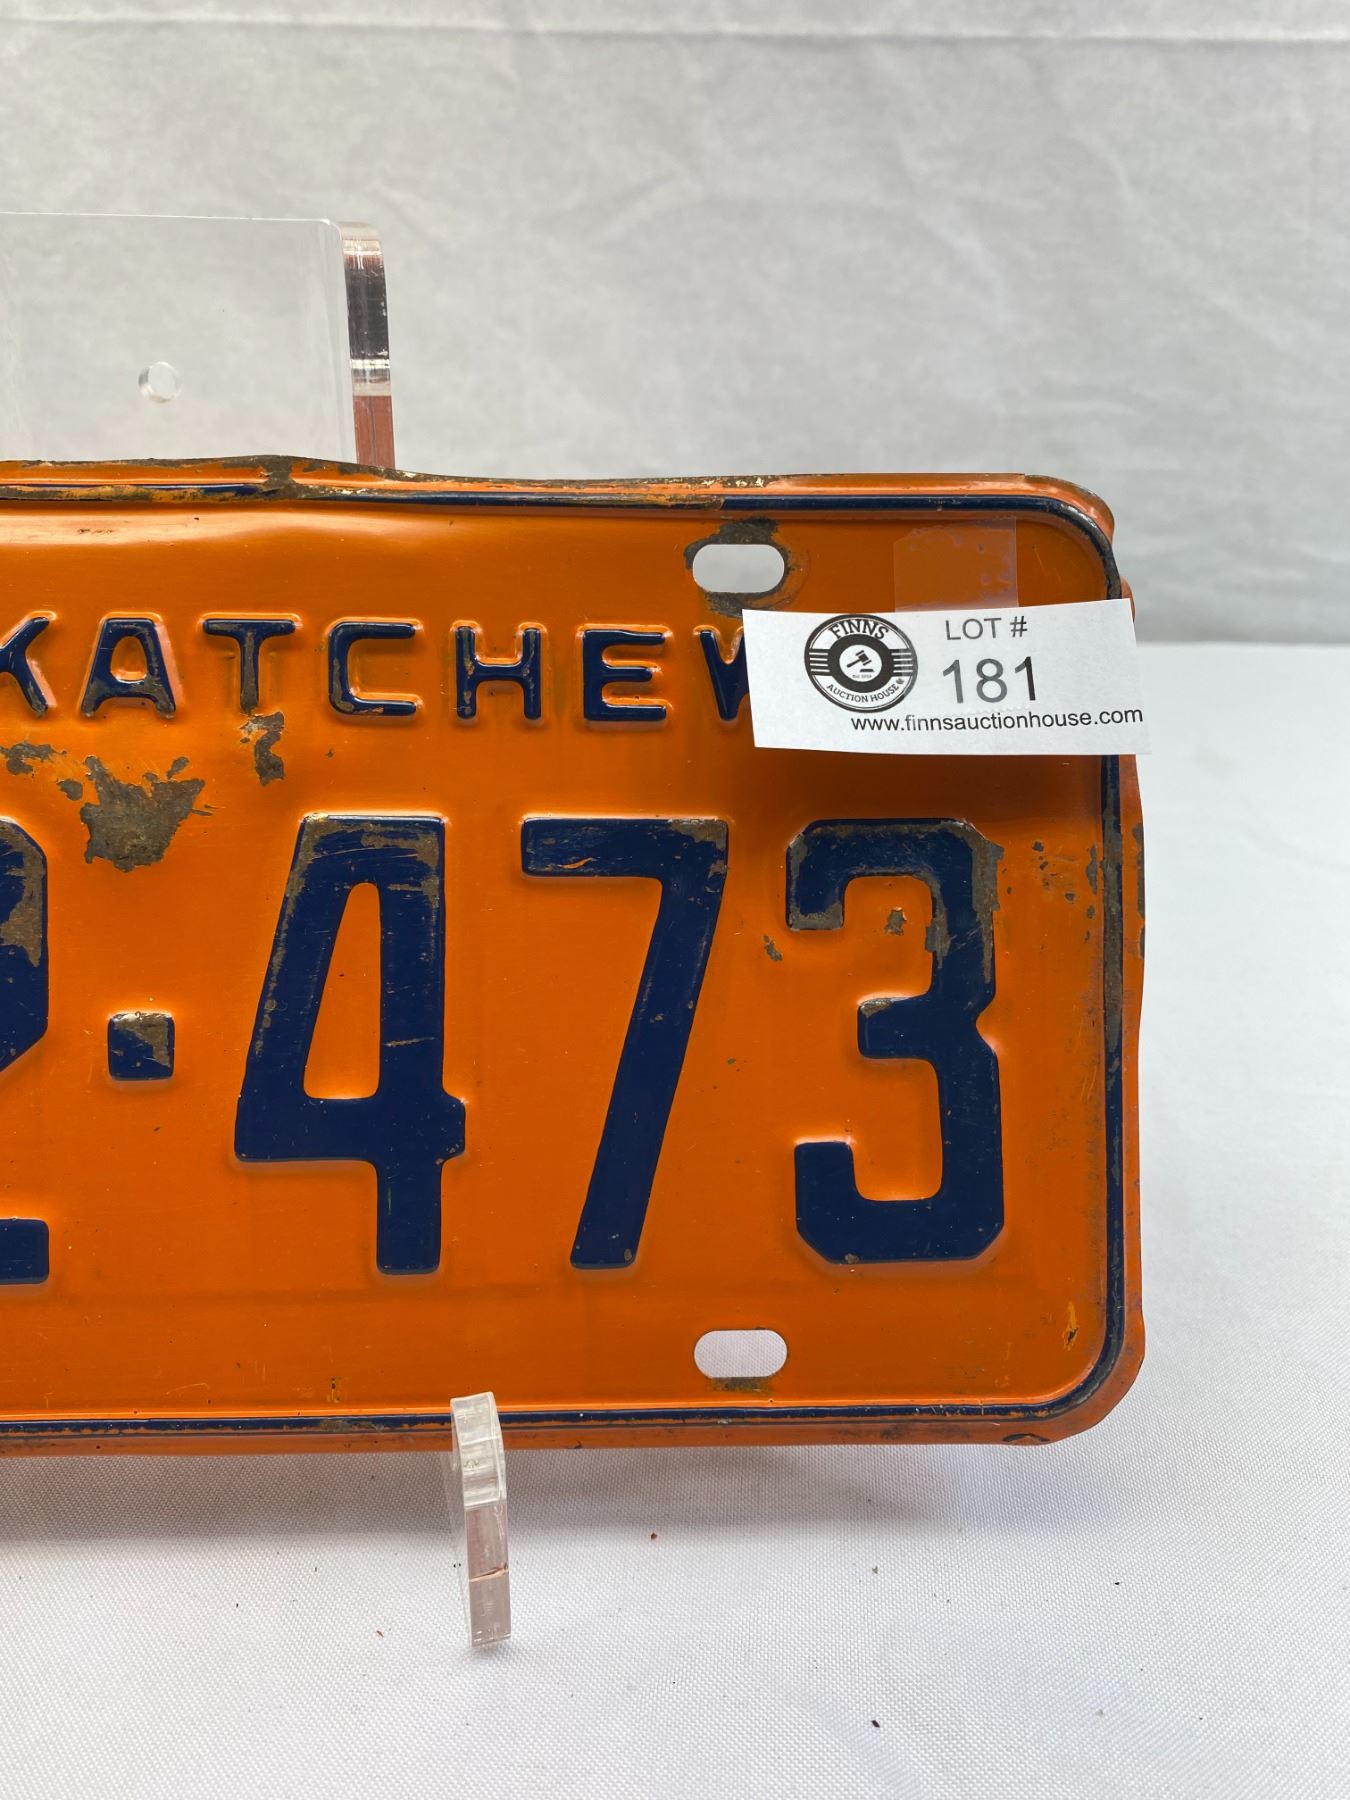 KATCHEW
2·473
FINNS
AUCTION HOUSE
LOT #
181
www.finnsauctionhouse.com